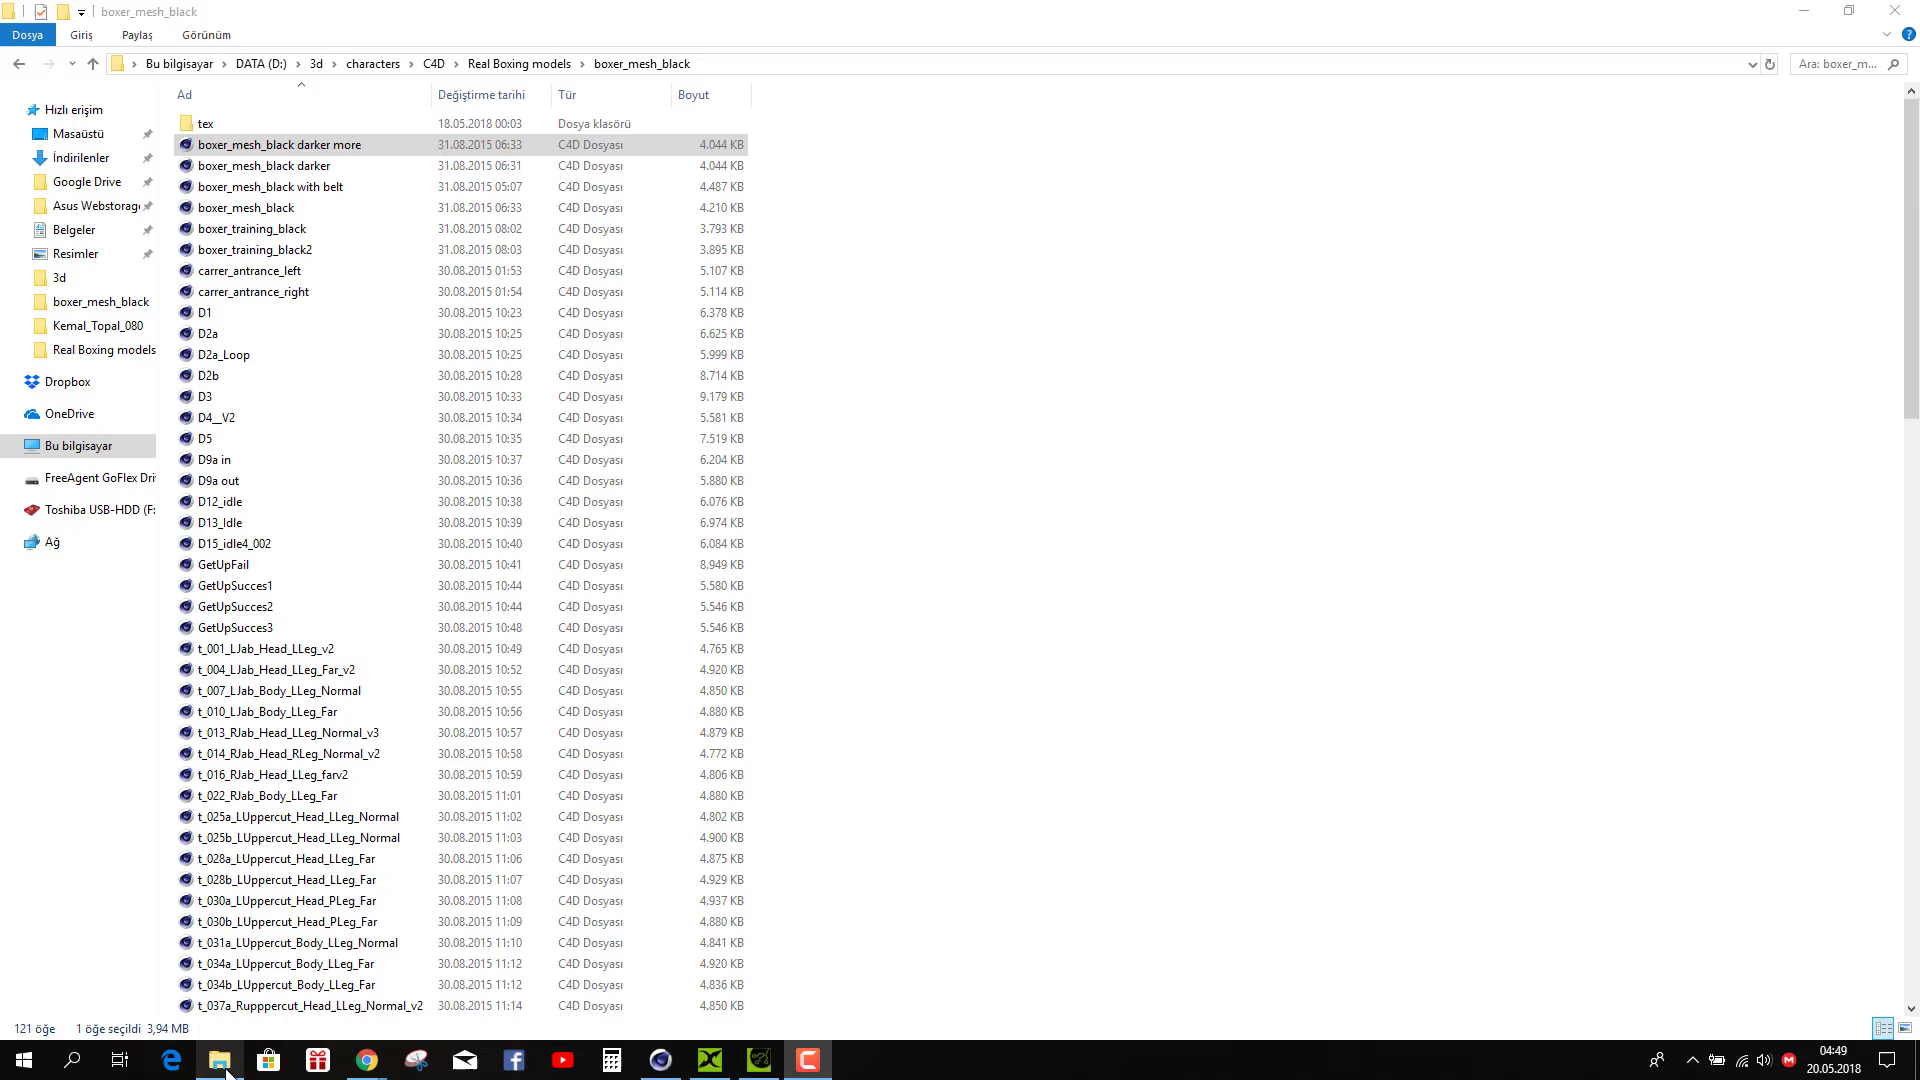 boxer_mesh_black
Dosya Giriş Paylaş Görünüm
Bu bilgisayar DATA (D:) 3d characters C4D Real Boxing models boxer_mesh_black
Ara: boxer_m...
Hızlı erişim
Masaüstü
İndirilenler
Google Drive
Asus Webstorag
Belgeler
Resimler
3d
boxer_mesh_black
Kemal_Topal_080
Real Boxing models
Dropbox
OneDrive
Bu bilgisayar
FreeAgent GoFlex Dri
Toshiba USB-HDD (F:
Ağ
Ad Değiştirme tarihi Tür Boyut
tex 18.05.2018 00:03 Dosya klasörü
boxer_mesh_black darker more 31.08.2015 06:33 C4D Dosyası 4.044 KB
boxer_mesh_black darker 31.08.2015 06:31 C4D Dosyası 4.044 KB
boxer_mesh_black with belt 31.08.2015 05:07 C4D Dosyası 4.487 KB
boxer_mesh_black 31.08.2015 06:33 C4D Dosyası 4.210 KB
boxer_training_black 31.08.2015 08:02 C4D Dosyası 3.793 KB
boxer_training_black2 31.08.2015 08:03 C4D Dosyası 3.895 KB
carrer_antrance_left 30.08.2015 01:53 C4D Dosyası 5.107 KB
carrer_antrance_right 30.08.2015 01:54 C4D Dosyası 5.114 KB
D1 30.08.2015 10:23 C4D Dosyası 6.378 KB
D2a 30.08.2015 10:25 C4D Dosyası 6.625 KB
D2a_Loop 30.08.2015 10:25 C4D Dosyası 5.999 KB
D2b 30.08.2015 10:28 C4D Dosyası 8.714 KB
D3 30.08.2015 10:33 C4D Dosyası 9.179 KB
D4__V2 30.08.2015 10:34 C4D Dosyası 5.581 KB
D5 30.08.2015 10:35 C4D Dosyası 7.519 KB
D9a in 30.08.2015 10:37 C4D Dosyası 6.204 KB
D9a out 30.08.2015 10:36 C4D Dosyası 5.880 KB
D12_idle 30.08.2015 10:38 C4D Dosyası 6.076 KB
D13_Idle 30.08.2015 10:39 C4D Dosyası 6.974 KB
D15_idle4_002 30.08.2015 10:40 C4D Dosyası 6.084 KB
GetUpFail 30.08.2015 10:41 C4D Dosyası 8.949 KB
GetUpSucces1 30.08.2015 10:44 C4D Dosyası 5.580 KB
GetUpSucces2 30.08.2015 10:44 C4D Dosyası 5.546 KB
GetUpSucces3 30.08.2015 10:48 C4D Dosyası 5.546 KB
t_001_LJab_Head_LLeg_v2 30.08.2015 10:49 C4D Dosyası 4.765 KB
t_004_LJab_Head_LLeg_Far_v2 30.08.2015 10:52 C4D Dosyası 4.920 KB
t_007_LJab_Body_LLeg_Normal 30.08.2015 10:55 C4D Dosyası 4.850 KB
t_010_LJab_Body_LLeg_Far 30.08.2015 10:56 C4D Dosyası 4.880 KB
t_013_RJab_Head_LLeg_Normal_v3 30.08.2015 10:57 C4D Dosyası 4.879 KB
t_014_RJab_Head_RLeg_Normal_v2 30.08.2015 10:58 C4D Dosyası 4.772 KB
t_016_RJab_Head_LLeg_farv2 30.08.2015 10:59 C4D Dosyası 4.806 KB
t_022_RJab_Body_LLeg_Far 30.08.2015 11:01 C4D Dosyası 4.880 KB
t_025a_LUppercut_Head_LLeg_Normal 30.08.2015 11:02 C4D Dosyası 4.802 KB
t_025b_LUppercut_Head_LLeg_Normal 30.08.2015 11:03 C4D Dosyası 4.900 KB
t_028a_LUppercut_Head_LLeg_Far 30.08.2015 11:06 C4D Dosyası 4.875 KB
t_028b_LUppercut_Head_LLeg_Far 30.08.2015 11:07 C4D Dosyası 4.929 KB
t_030a_LUppercut_Head_PLeg_Far 30.08.2015 11:08 C4D Dosyası 4.937 KB
t_030b_LUppercut_Head_PLeg_Far 30.08.2015 11:09 C4D Dosyası 4.880 KB
t_031a_LUppercut_Body_LLeg_Normal 30.08.2015 11:10 C4D Dosyası 4.841 KB
t_034a_LUppercut_Body_LLeg_Far 30.08.2015 11:12 C4D Dosyası 4.920 KB
t_034b_LUppercut_Body_LLeg_Far 30.08.2015 11:12 C4D Dosyası 4.836 KB
t_037a_Rupppercut_Head_LLeg_Normal_v2 30.08.2015 11:14 C4D Dosyası 4.850 KB
121 öğe 1 öğe seçildi 3,94 MB
04:49
20.05.2018